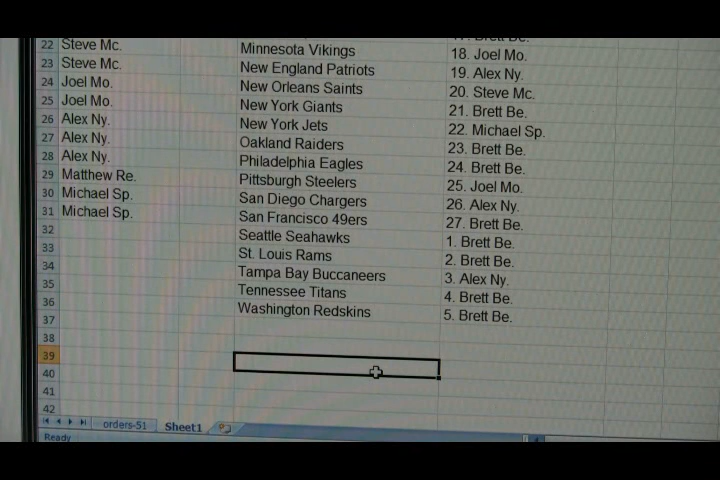 17. Brett Be.
22 Steve Mc. Minnesota Vikings 18. Joel Mo.
23 Steve Mc. New England Patriots 19. Alex Ny.
24 Joel Mo. New Orleans Saints 20. Steve Mc.
25 Joel Mo. New York Giants 21. Brett Be.
26 Alex Ny. New York Jets 22. Michael Sp.
27 Alex Ny. Oakland Raiders 23. Brett Be.
28 Alex Ny. Philadelphia Eagles 24. Brett Be.
29 Matthew Re. Pittsburgh Steelers 25. Joel Mo.
30 Michael Sp. San Diego Chargers 26. Alex Ny.
31 Michael Sp. San Francisco 49ers 27. Brett Be.
32 Seattle Seahawks 1. Brett Be.
33 St. Louis Rams 2. Brett Be.
34 Tampa Bay Buccaneers 3. Alex Ny.
35 Tennessee Titans 4. Brett Be.
36 Washington Redskins 5. Brett Be.
37
38
39
40
41
42
orders-51 Sheet1
Ready